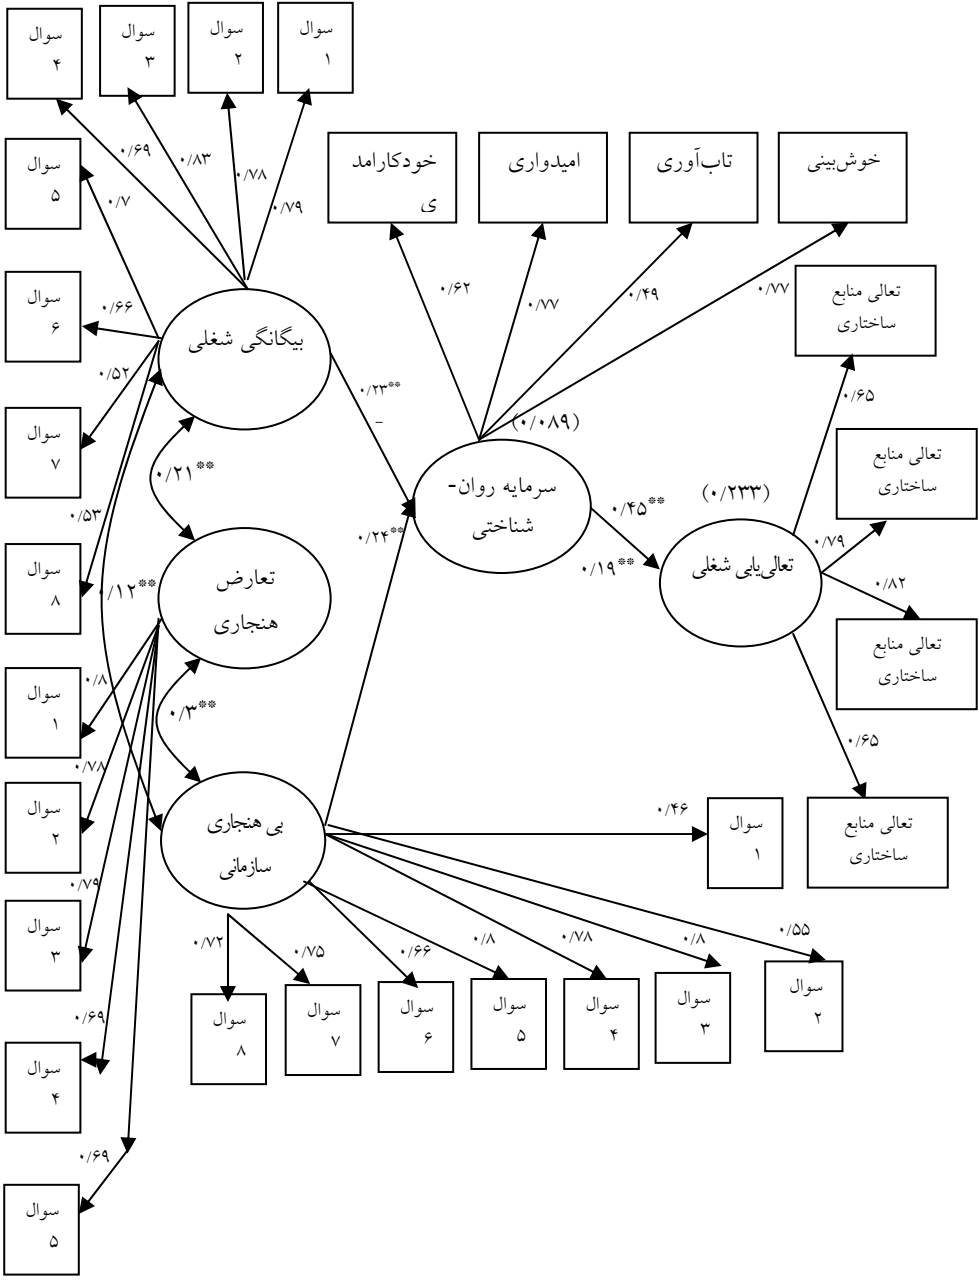 سوال
۴
سوال
۳
سوال
۲
سوال
۱
سوال
۵
سوال
۶
سوال
۷
سوال
۸
۰/۶۹
۰/۸۳
۰/۷۸
۰/۷۹
۰/۷
۰/۶۶
۰/۵۲
۰/۵۳
بیگانگی شغلی
خودکارامد
ی
امیدواری
تاب‌آوری
خوش‌بینی
۰/۶۲
۰/۷۷
۰/۴۹
۰/۷۷
تعالی منابع
ساختاری
۰/۶۵
تعالی منابع
ساختاری
۰/۷۹
تعالی منابع
ساختاری
۰/۸۲
تعالی منابع
ساختاری
۰/۶۵
۰/۲۳**
–
(۰/۰۸۹)
سرمایه روان-
شناختی
۰/۲۴**
۰/۴۵**
۰/۱۹**
(۰/۲۳۳)
تعالی‌یابی شغلی
۰/۲۱**
۰/۱۲**
تعارض
هنجاری
۰/۳**
سوال
۱
سوال
۲
سوال
۳
سوال
۴
سوال
۵
۰/۸
۰/۷۸
۰/۷۹
۰/۶۹
۰/۶۹
بی هنجاری
سازمانی
۰/۴۶
سوال
۱
۰/۵۵
سوال
۲
۰/۸
سوال
۳
۰/۷۸
سوال
۴
۰/۸
سوال
۵
۰/۶۶
سوال
۶
۰/۷۵
سوال
۷
۰/۷۲
سوال
۸